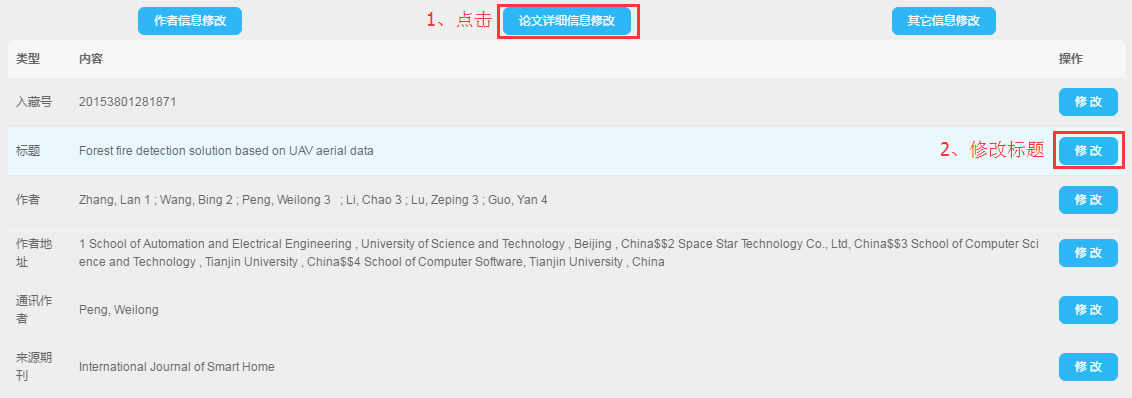 作者信息修改 1、点击 论文详细信息修改 其它信息修改
类型 内容 操作
入藏号 20153801281871 修 改
标题 Forest fire detection solution based on UAV aerial data 2、修改标题 修 改
作者 Zhang, Lan 1 ; Wang, Bing 2 ; Peng, Weilong 3 ; Li, Chao 3 ; Lu, Zeping 3 ; Guo, Yan 4 修 改
作者地
址
1 School of Automation and Electrical Engineering , University of Science and Technology , Beijing , China$$2 Space Star Technology Co., Ltd, China$$3 School of Computer Sci
ence and Technology , Tianjin University , China$$4 School of Computer Software, Tianjin University , China
修 改
通讯作
者
Peng, Weilong 修 改
来源期
刊
International Journal of Smart Home 修 改